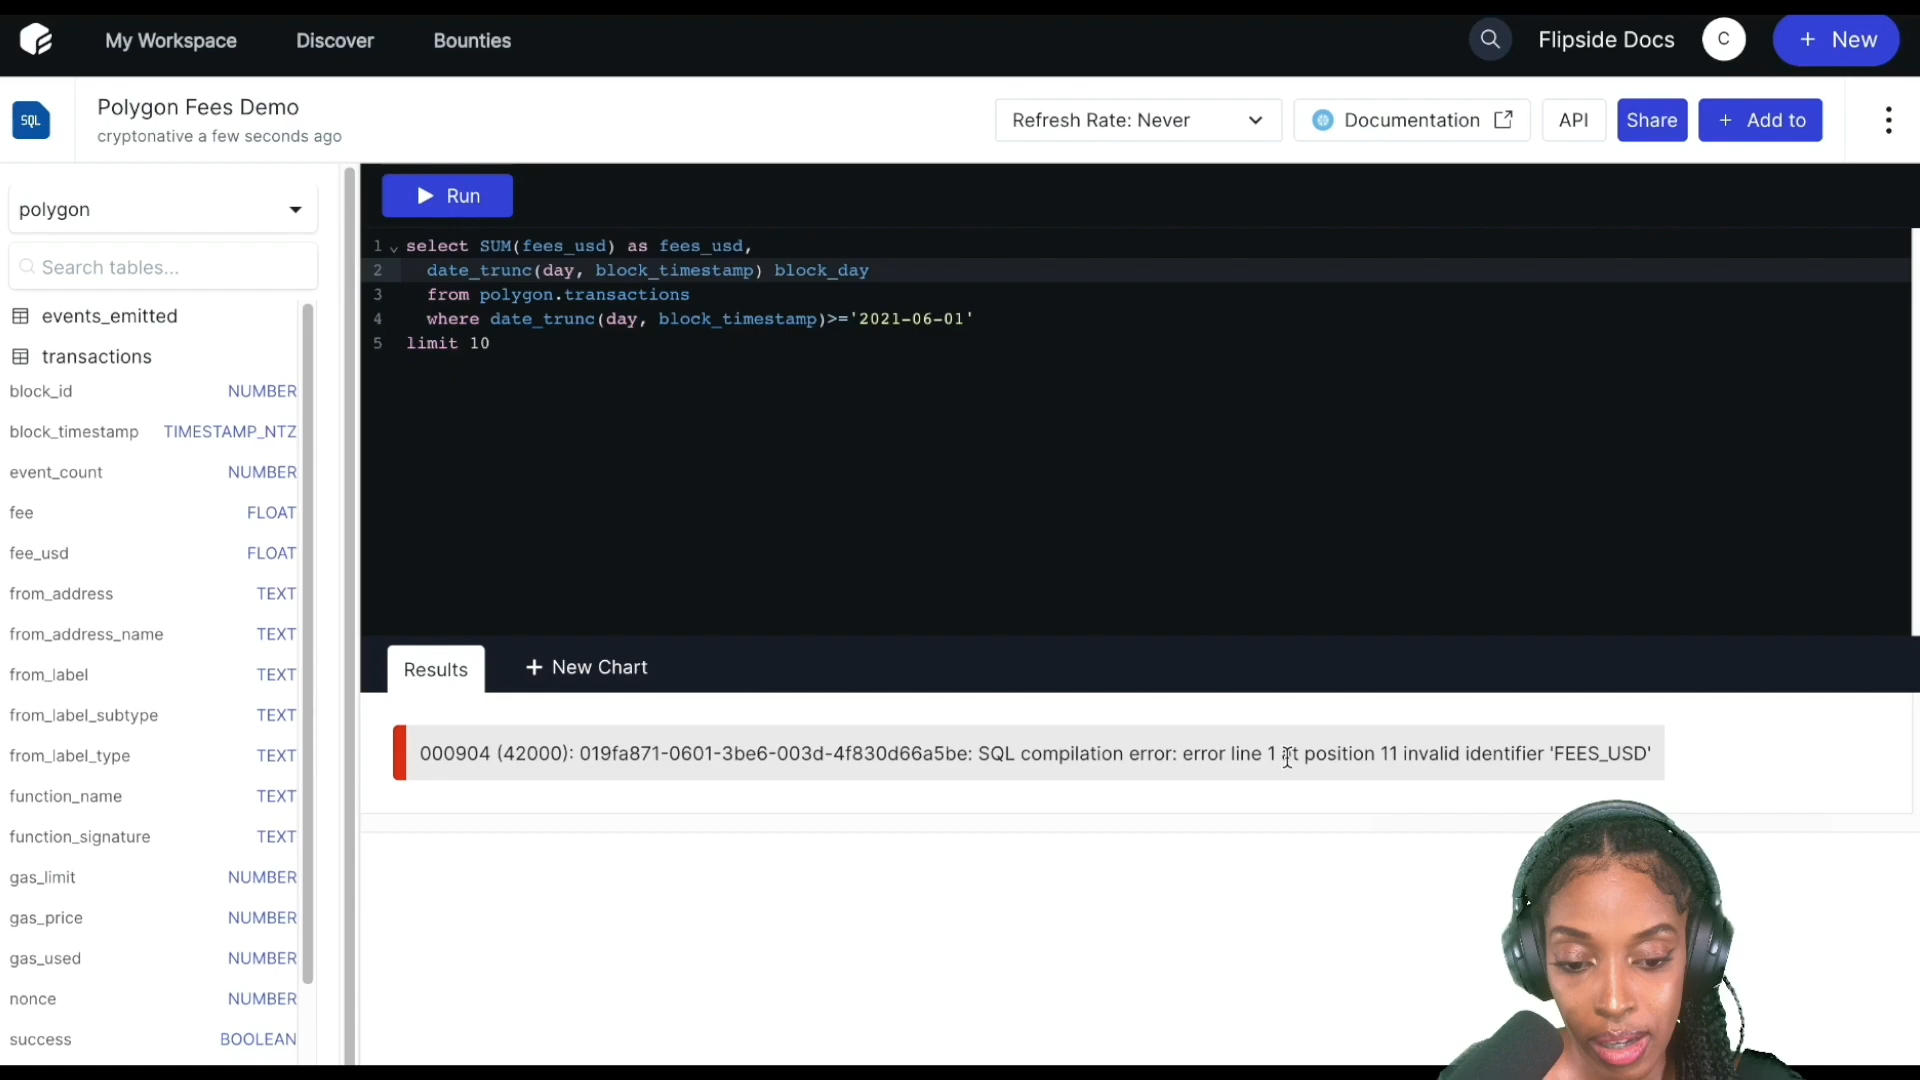 My Workspace
Discover
Bounties
Flipside Docs
C
+ New
SQL
Polygon Fees Demo
cryptonative a few seconds ago
Refresh Rate: Never
Documentation
API
Share
+ Add to
polygon
Search tables...
events_emitted
transactions
block_id NUMBER
block_timestamp TIMESTAMP_NTZ
event_count NUMBER
fee FLOAT
fee_usd FLOAT
from_address TEXT
from_address_name TEXT
from_label TEXT
from_label_subtype TEXT
from_label_type TEXT
function_name TEXT
function_signature TEXT
gas_limit NUMBER
gas_price NUMBER
gas_used NUMBER
nonce NUMBER
success BOOLEAN
Run
1 select SUM(fees_usd) as fees_usd,
2 date_trunc(day, block_timestamp) block_day
3 from polygon.transactions
4 where date_trunc(day, block_timestamp)>='2021-06-01'
5 limit 10
Results
+ New Chart
000904 (42000): 019fa871-0601-3be6-003d-4f830d66a5be: SQL compilation error: error line 1 at position 11 invalid identifier 'FEES_USD'